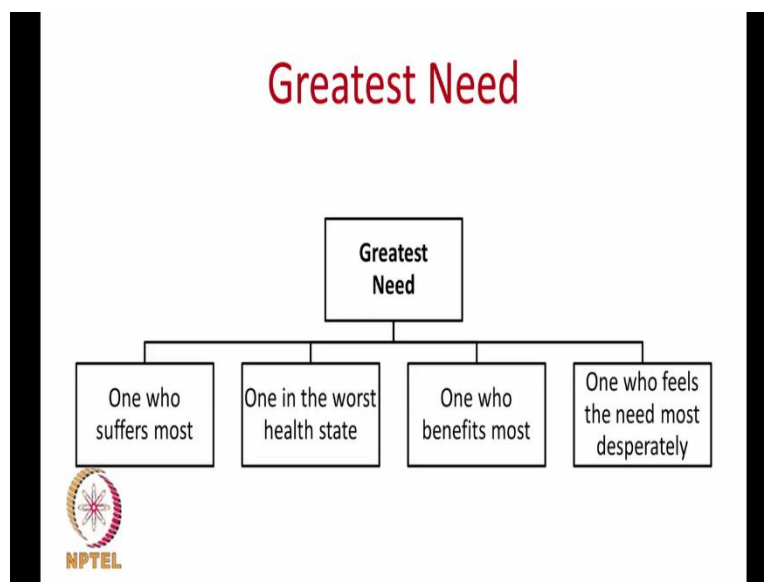 Greatest Need
Greatest
Need
One who
suffers most
One in the worst
health state
One who
benefits most
One who feels
the need most
desperately
NPTEL